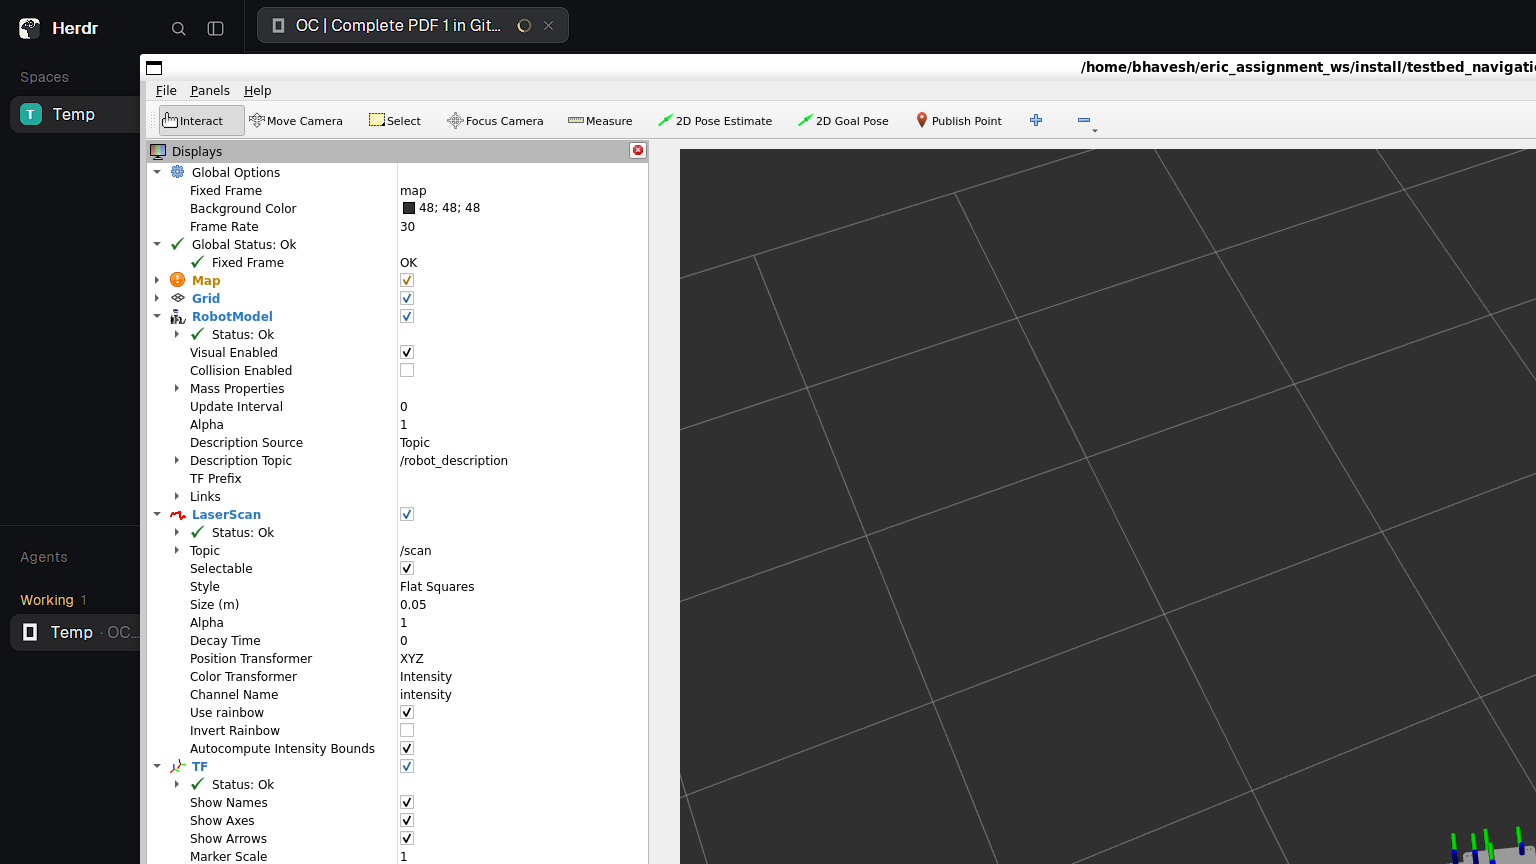 Herdr
OC | Complete PDF 1 in Git...
Spaces
T Temp
Agents
Working 1
Temp · OC...
/home/bhavesh/eric_assignment_ws/install/testbed_navigati
File Panels Help
Interact Move Camera Select Focus Camera Measure 2D Pose Estimate 2D Goal Pose Publish Point
Displays
Global Options
Fixed Frame map
Background Color 48; 48; 48
Frame Rate 30
Global Status: Ok
Fixed Frame OK
Map
Grid
RobotModel
Status: Ok
Visual Enabled
Collision Enabled
Mass Properties
Update Interval 0
Alpha 1
Description Source Topic
Description Topic /robot_description
TF Prefix
Links
LaserScan
Status: Ok
Topic /scan
Selectable
Style Flat Squares
Size (m) 0.05
Alpha 1
Decay Time 0
Position Transformer XYZ
Color Transformer Intensity
Channel Name intensity
Use rainbow
Invert Rainbow
Autocompute Intensity Bounds
TF
Status: Ok
Show Names
Show Axes
Show Arrows
Marker Scale 1